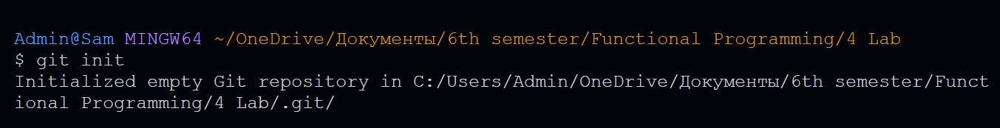 Admin@Sam MINGW64 ~/OneDrive/Документы/6th semester/Functional Programming/4 Lab
$ git init
Initialized empty Git repository in C:/Users/Admin/OneDrive/Документы/6th semester/Funct
ional Programming/4 Lab/.git/